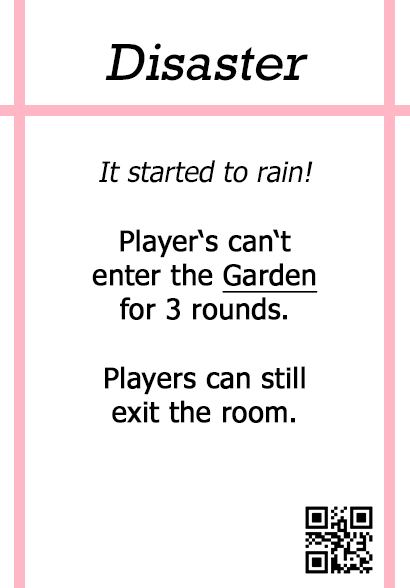 Disaster
It started to rain!
Player‘s can‘t
enter the Garden
for 3 rounds.
Players can still
exit the room.